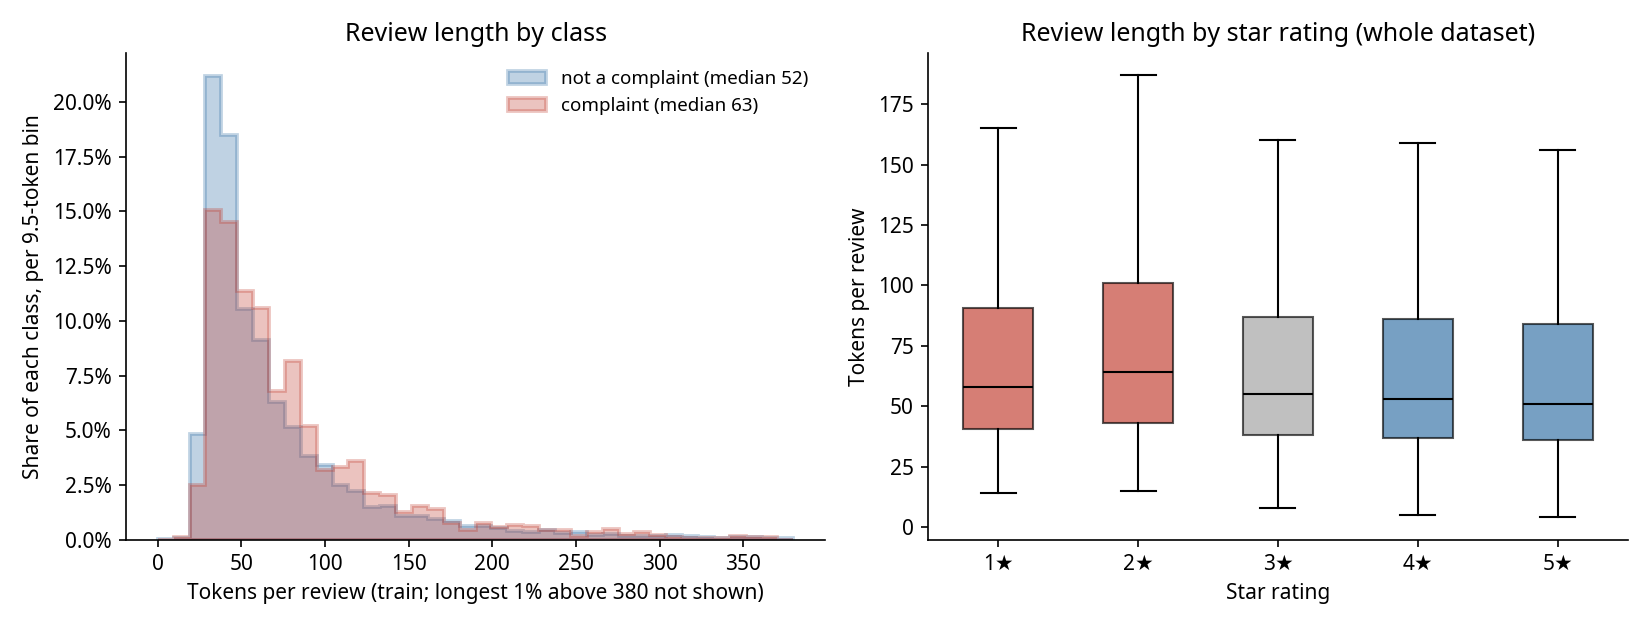 Review length by class
not a complaint (median 52)
complaint (median 63)
Share of each class, per 9.5-token bin
20.0%
17.5%
15.0%
12.5%
10.0%
7.5%
5.0%
2.5%
0.0%
0 50 100 150 200 250 300 350
Tokens per review (train; longest 1% above 380 not shown)
Review length by star rating (whole dataset)
Tokens per review
175
150
125
100
75
50
25
0
1★ 2★ 3★ 4★ 5★
Star rating